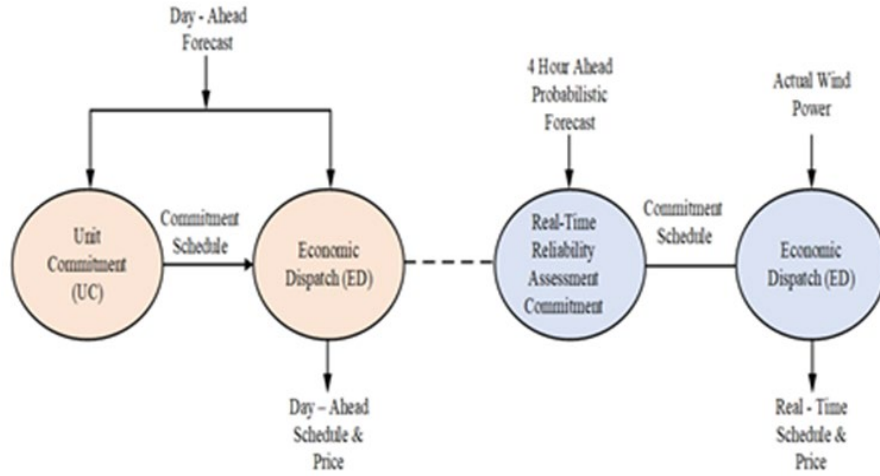 Day - Ahead
Forecast
4 Hour Ahead
Probabilistic
Forecast
Actual Wind
Power
Unit
Commitment
(UC)
Commitment
Schedule
Economic
Dispatch (ED)
Real-Time
Reliability
Assessment
Commitment
Commitment
Schedule
Economic
Dispatch (ED)
Day – Ahead
Schedule &
Price
Real - Time
Schedule &
Price